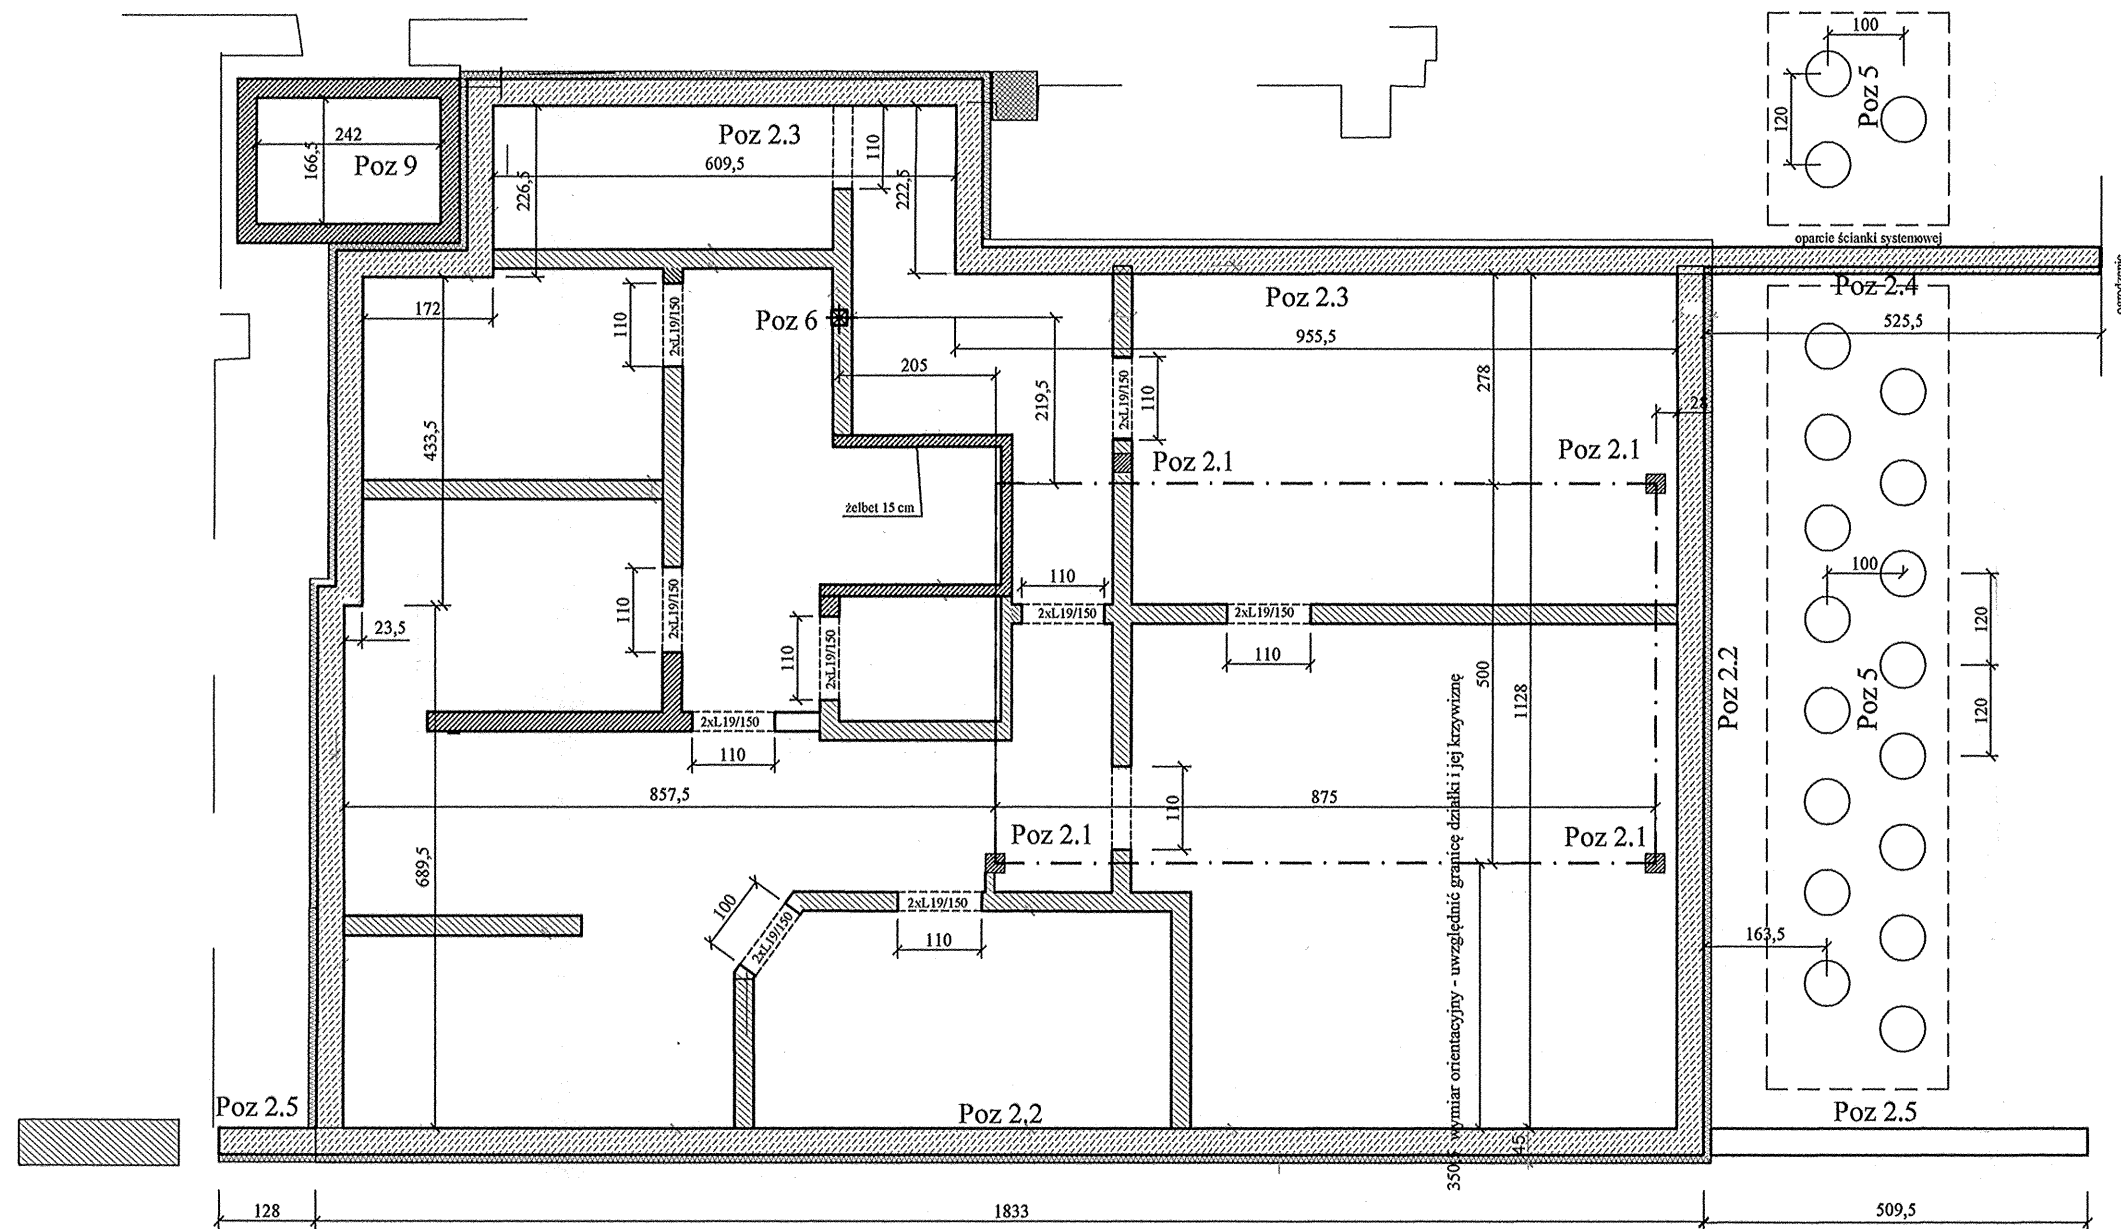 100
Poz 5
120
Poz 2.3
110
242
166,5
Poz 9
609,5
226,5
222,5
oparcie ścianki systemowej
ogrodzenie
Poz 2.4
Poz 2.3
172
110
2xL19/150
Poz 6
525,5
955,5
205
219,5
278
2xL19/150
110
433,5
Poz 2.1
Poz 2.1
żelbet 15 cm
110
2xL19/150
110
2xL19/150
2xL19/150
100
120
23,5
110
2xL19/150
110
500
1128
Poz 2.2
Poz 5
120
2xL19/150
110
857,5
875
110
Poz 2.1
Poz 2.1
689,5
100
2xL19/150
2xL19/150
110
163,5
wymiar orientacyjny - uwzględnić granicę działki i jej krzywiznę
Poz 2.5
Poz 2,2
Poz 2.5
45
128
1833
509,5